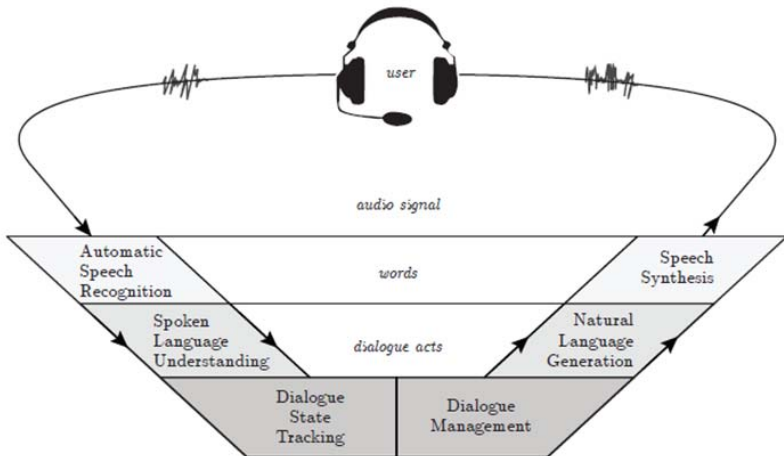 user
audio signal
Automatic
Speech
Recognition
words
Speech
Synthesis
Spoken
Language
Understanding
dialogue acts
Natural
Language
Generation
Dialogue
State
Tracking
Dialogue
Management